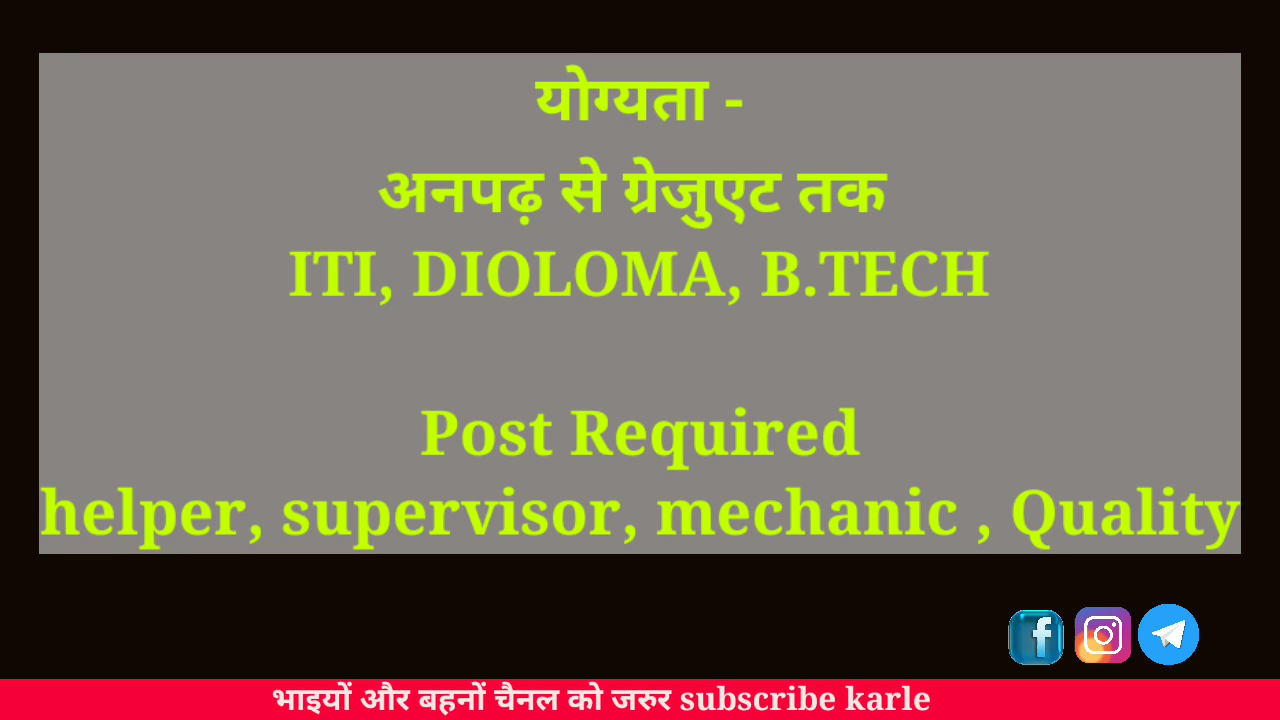 योग्यता -
अनपढ़ से ग्रेजुएट तक
ITI, DIOLOMA, B.TECH
Post Required
helper, supervisor, mechanic , Quality
भाइयों और बहनों चैनल को जरुर subscribe karle